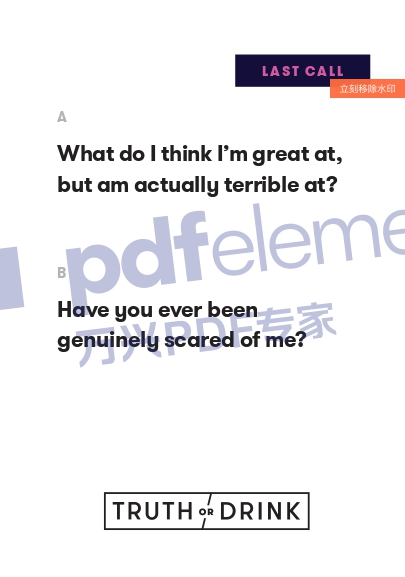 LAST CALL
立刻移除水印
A
What do I think I’m great at,
but am actually terrible at?
pdfeleme
B
Have you ever been
genuinely scared of me?
万兴PDF专家
TRUTH OR DRINK